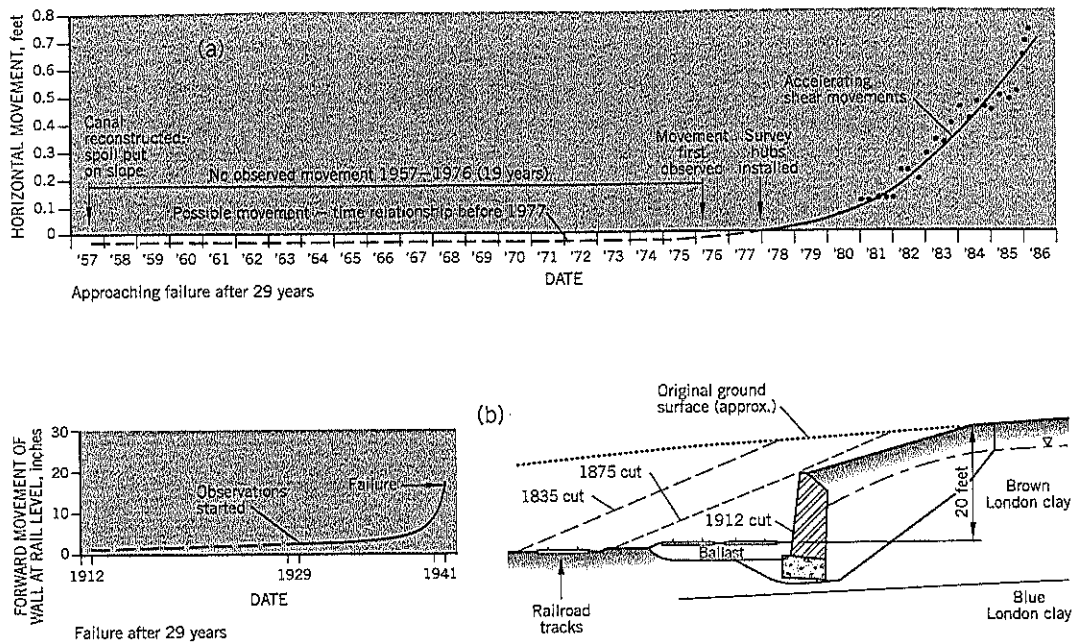 HORIZONTAL MOVEMENT, feet
0.8
0.7
0.5
0.3
0.2
0.1
0
(a)
Canal
reconstructed-
spoil put
on slope
No observed movement 1957–1976 (19 years)
Possible movement – time relationship before 1977
Movement
first
observed
Survey
hubs
installed
Accelerating
shear movements
'57 '58 '59 '60 '61 '62 '63 '64 '65 '66 '67 '68 '69 '70 '71 '72 '73 '74 '75 '76 '77 '78 '79 '80 '81 '82 '83 '84 '85 '86
DATE
Approaching failure after 29 years
FORWARD MOVEMENT OF
WALL AT RAIL LEVEL, inches
30
20
10
0
Observations
started
Failure
1912 1929 1941
DATE
Failure after 29 years
(b)
Original ground
surface (approx.)
1875 cut
1835 cut
1912 cut
20 feet
Brown
London clay
Ballast
Railroad
tracks
Blue
London clay